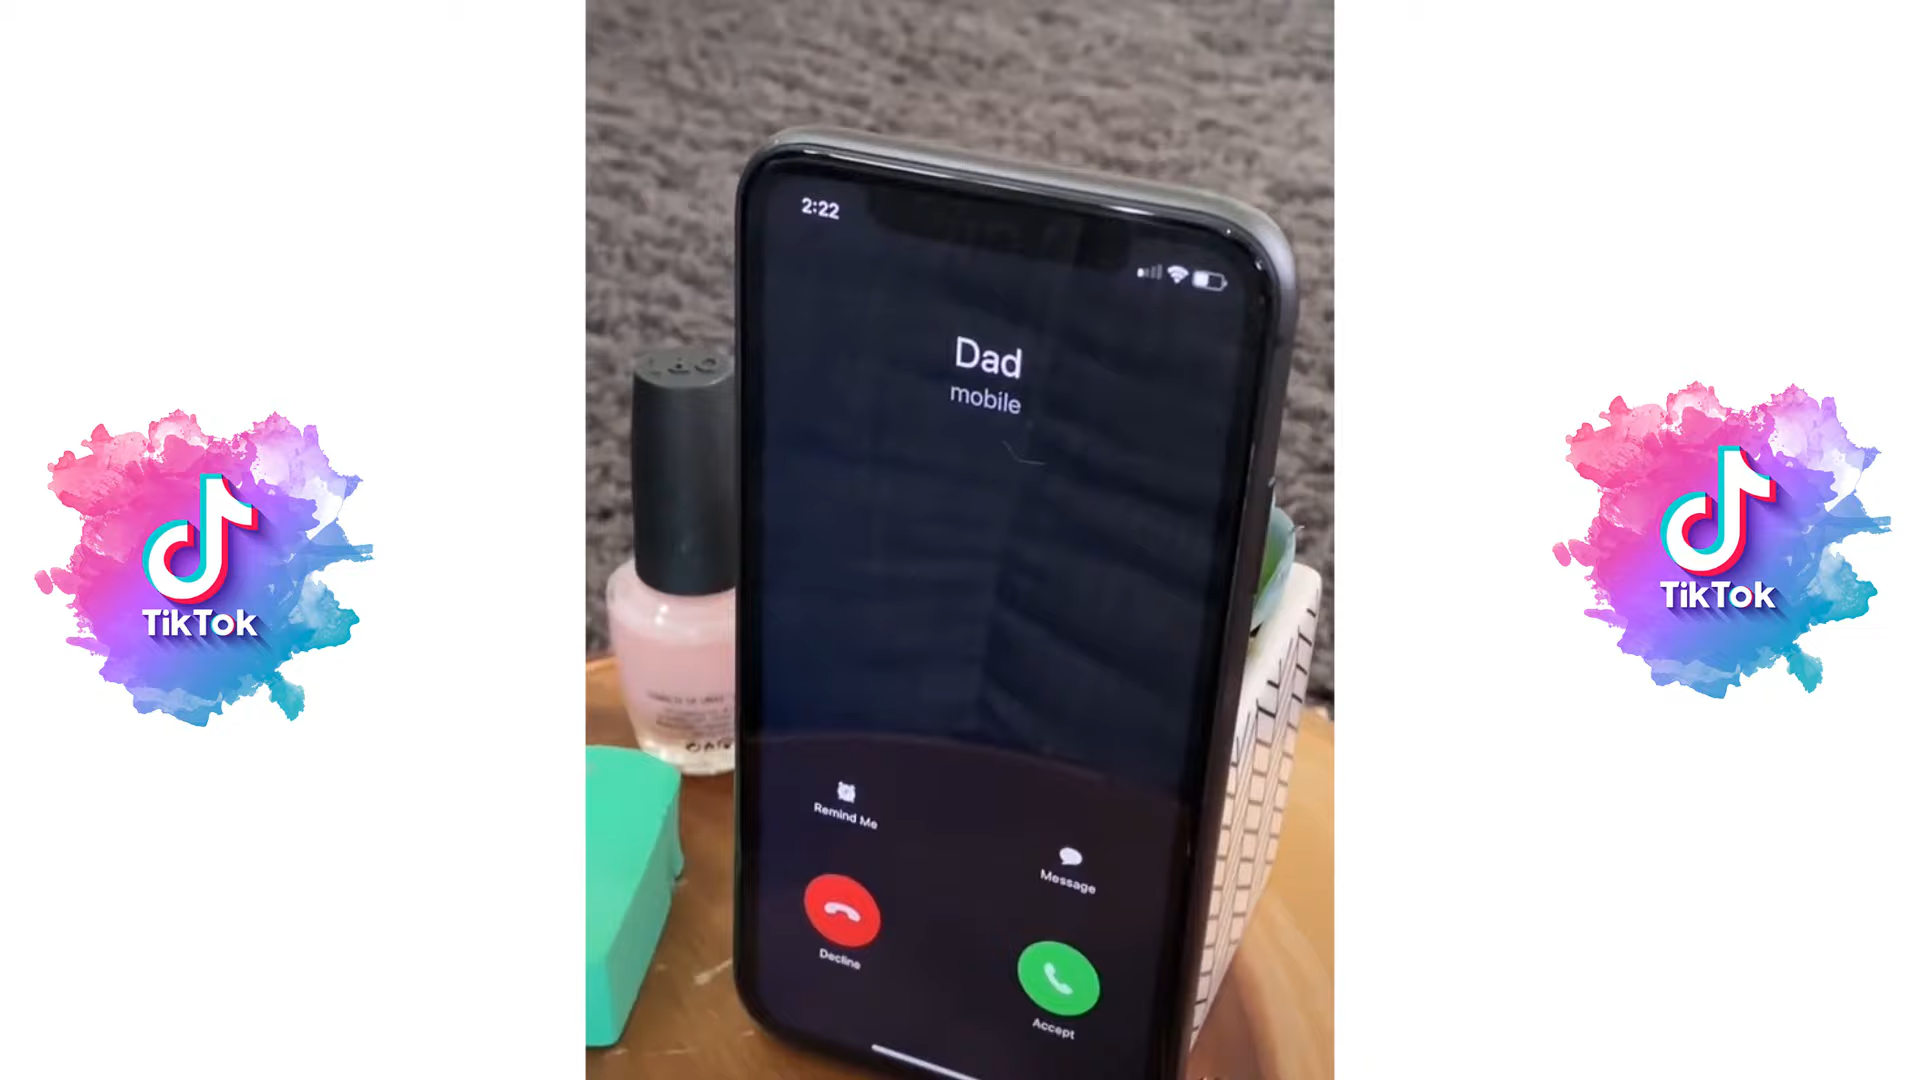 2:22
Dad
mobile
Remind Me
Message
Decline
Accept
TikTok
TikTok